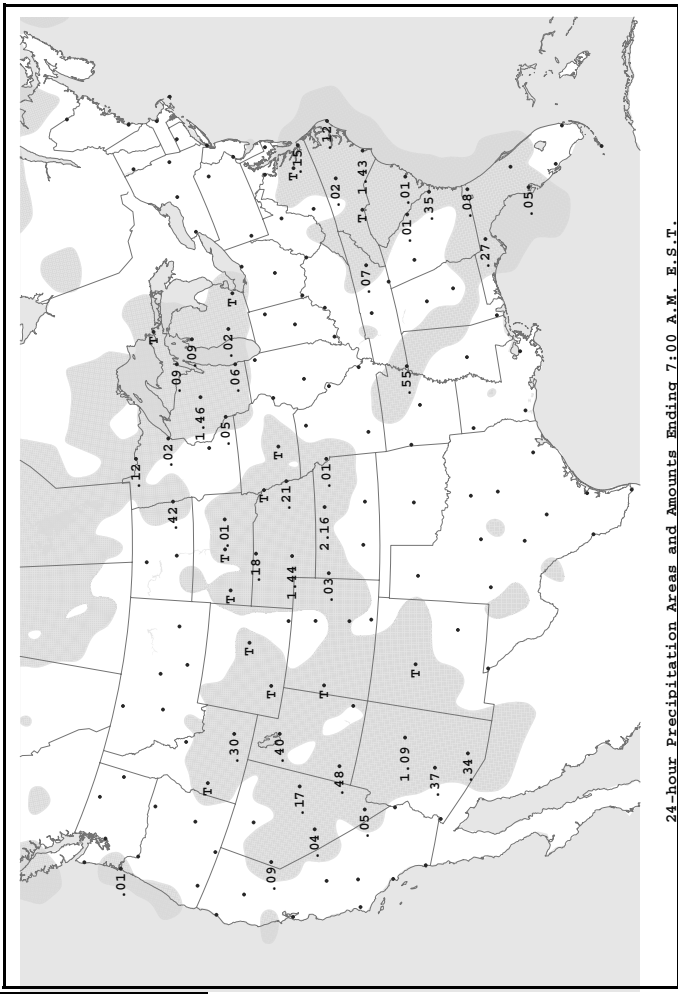 .01
.12
T
.02
.42
.09
.09
1.46
T
.05
T .01
.02
T
T
.30
.06
T
.18
T
T
.09
T
.40
.21
1.44
T
.15
.17
.04
T
2.16
.01
.12
.03
.02
.48
T 1.43
.05
.07
1.09
.01
.01
.55
T
.35
.37
.08
.34
.27
.05
24-hour Precipitation Areas and Amounts Ending 7:00 A.M. E.S.T.